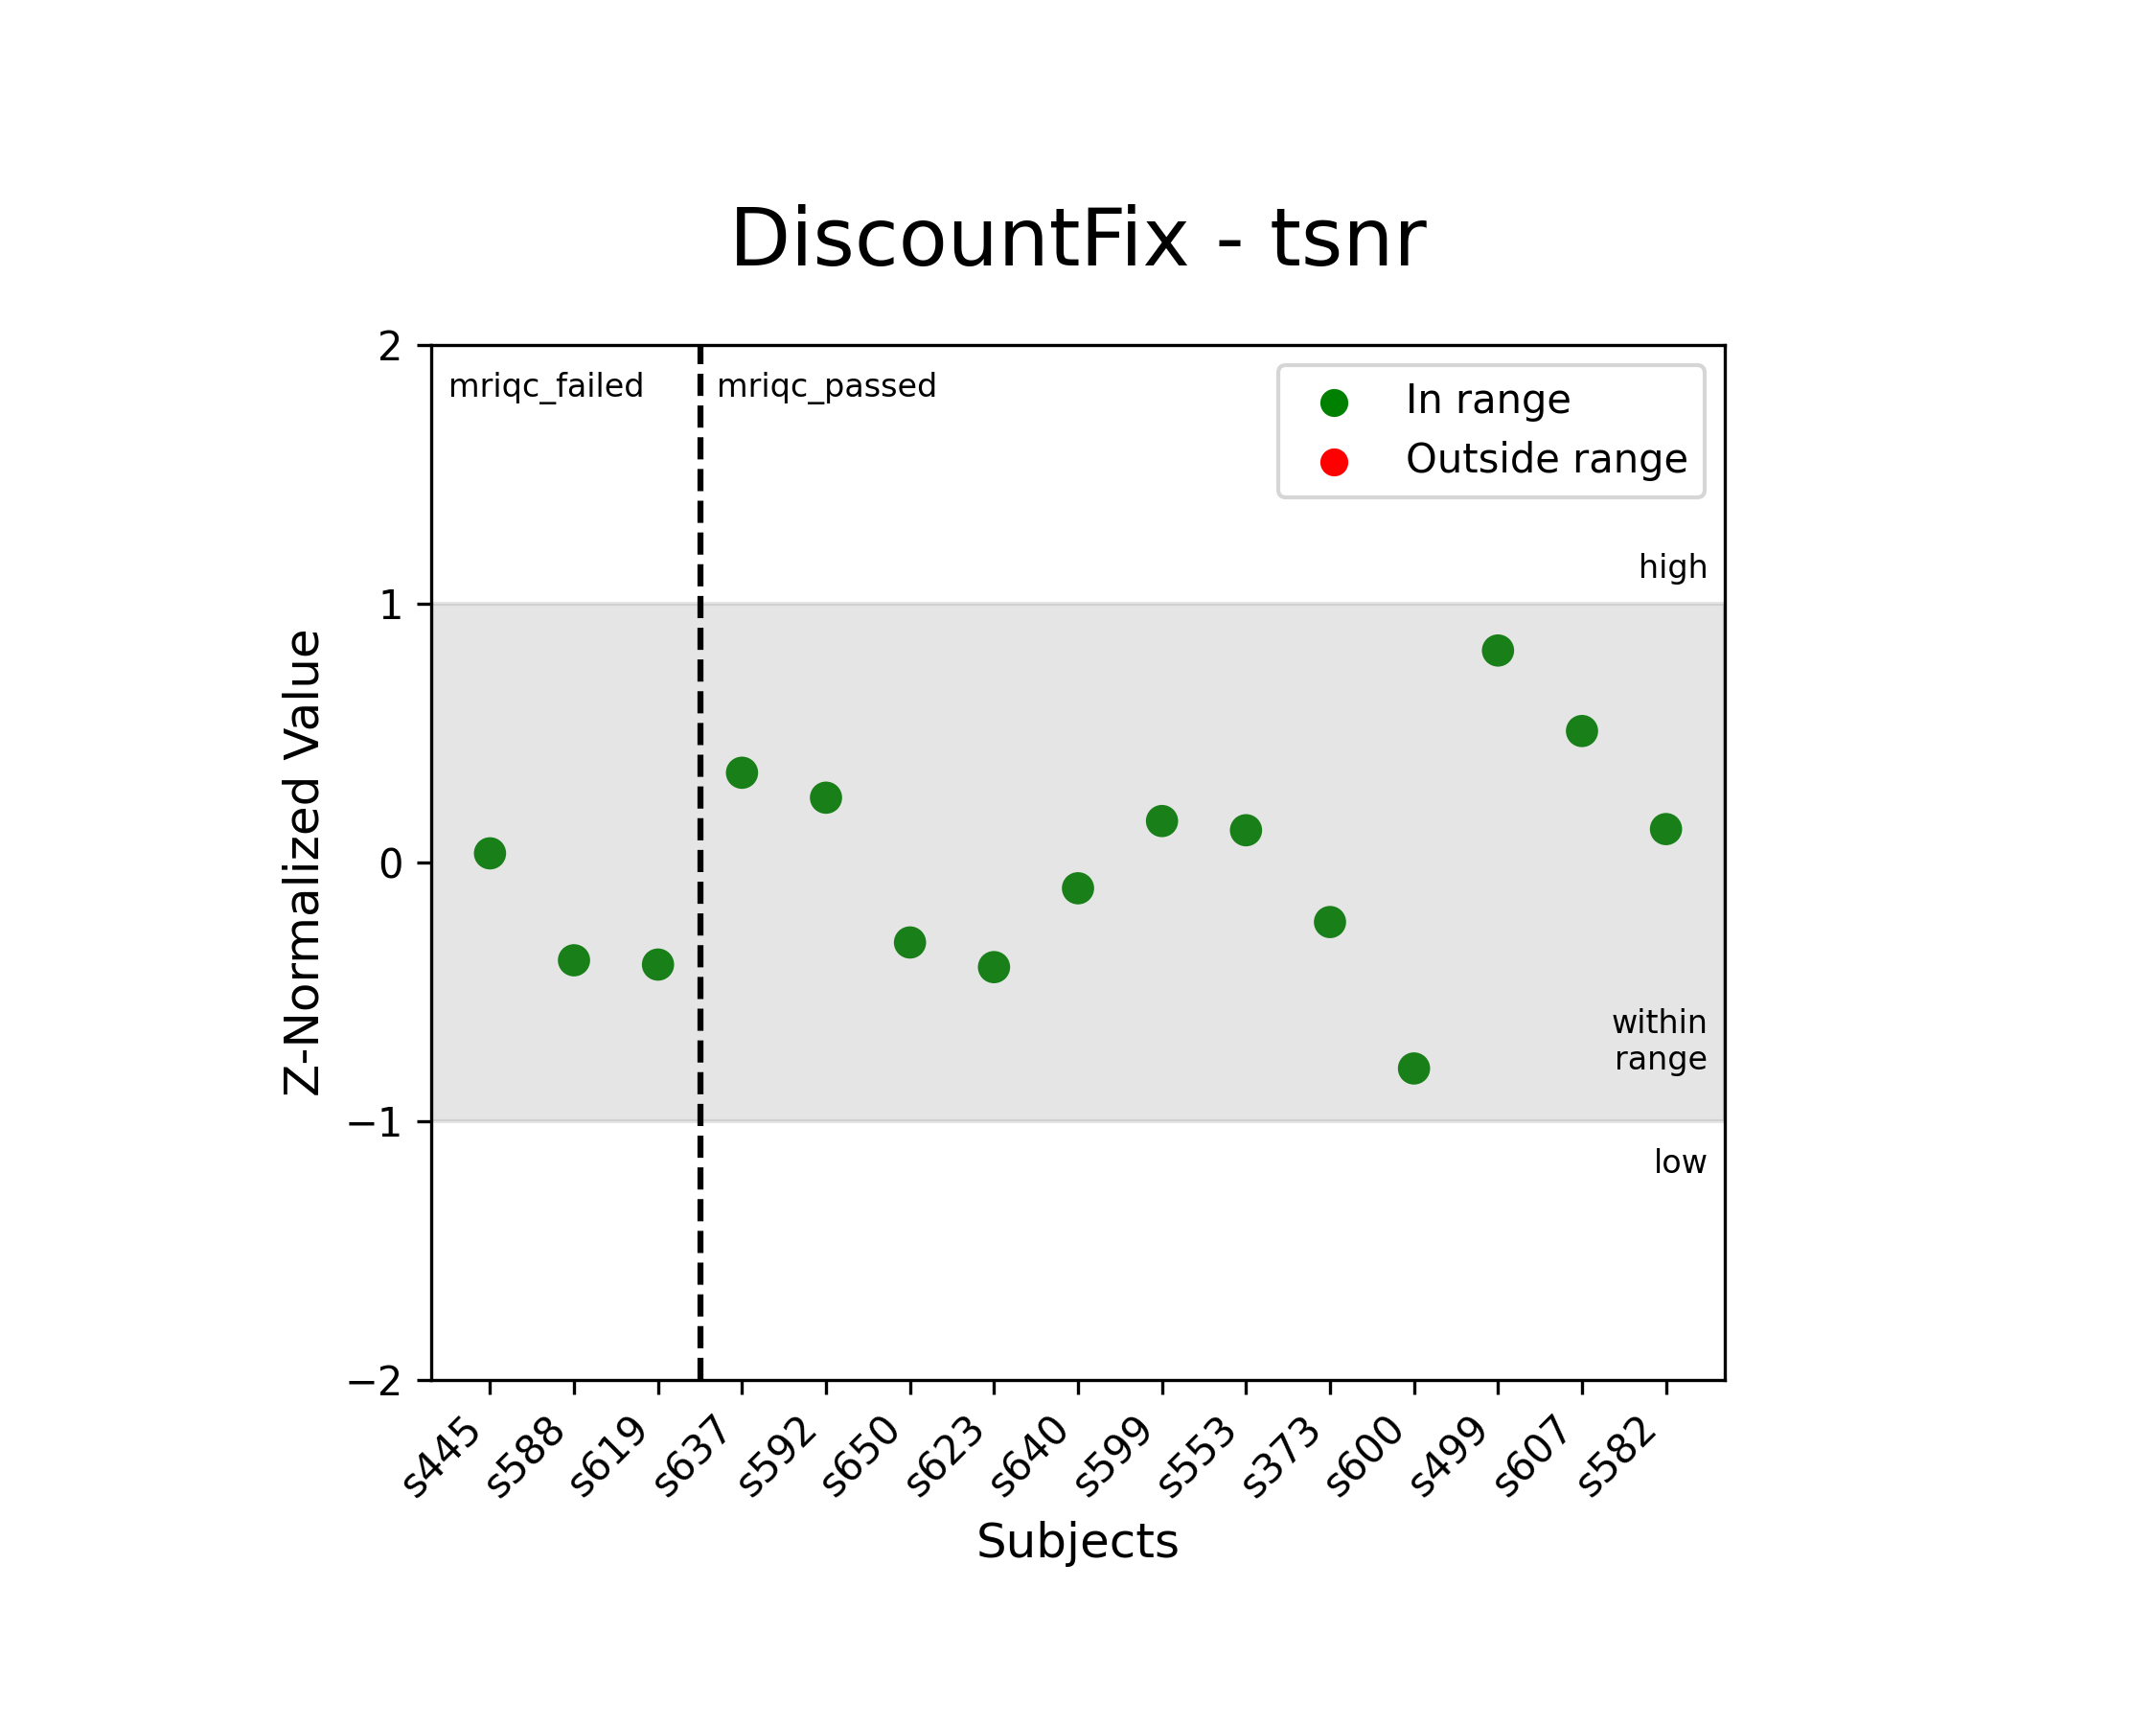 DiscountFix - tsnr
2
mriqc_failed
mriqc_passed
In range
Outside range
high
1
Z-Normalized Value
0
within
range
−1
low
−2
s445
s588
s619
s637
s592
s650
s623
s640
s599
s553
s373
s600
s499
s607
s582
Subjects